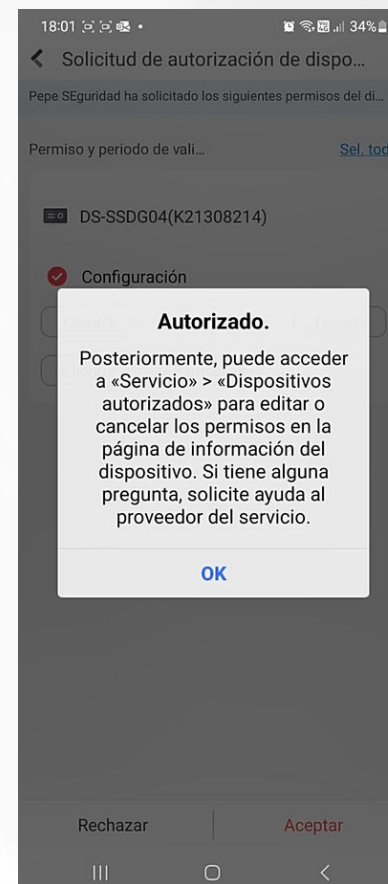 18:01
34%
Solicitud de autorización de dispo...
Pepe SEguridad ha solicitado los siguientes permisos del di...
Permiso y periodo de vali...
Sel. tod
DS-SSDG04(K21308214)
Configuración
Autorizado.
Posteriormente, puede acceder
a «Servicio» > «Dispositivos
autorizados» para editar o
cancelar los permisos en la
página de información del
dispositivo. Si tiene alguna
pregunta, solicite ayuda al
proveedor del servicio.
OK
Rechazar
Aceptar